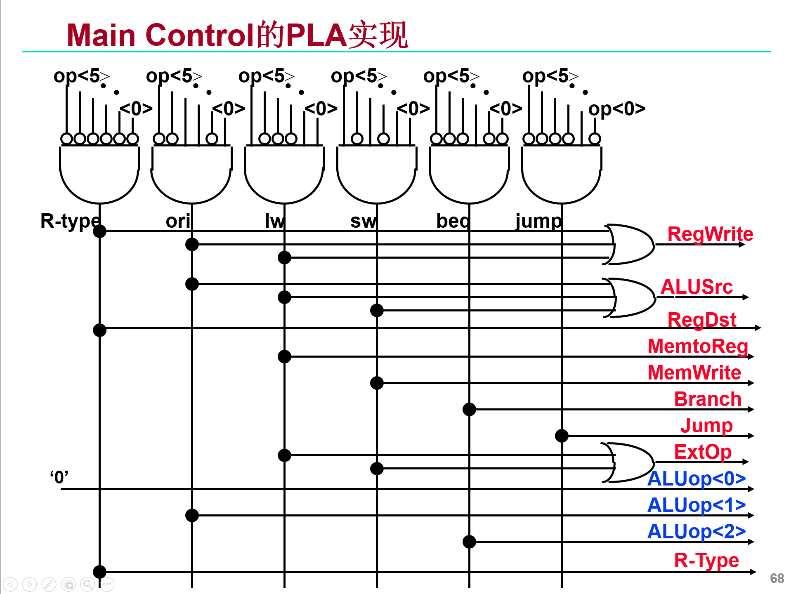 Main Control的PLA实现
op<5> op<5> op<5> op<5> op<5> op<5>
<0> <0> <0> <0> <0> op<0>
R-type ori lw sw beq jump
RegWrite
ALUSrc
RegDst
MemtoReg
MemWrite
Branch
Jump
ExtOp
‘0’ ALUop<0>
ALUop<1>
ALUop<2>
R-Type
68